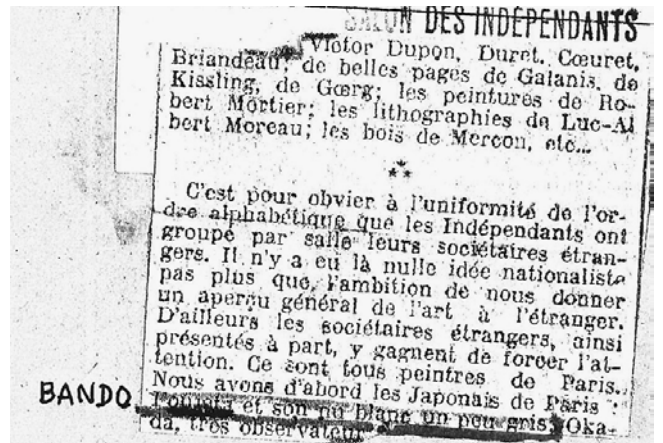 SALON DES INDÉPENDANTS
Victor Dupon, Duret, Cœuret,
Briandeau de belles pages de Galanis, de
Kissling, de Gœrg; les peintures de Ro-
bert Mortier; les lithographies de Luc-Al
bert Moreau; les bois de Mercon, etc...
C'est pour obvier à l'uniformité de l'or-
dre alphabétique que les Indépendants ont
groupé par salle leurs sociétaires étran-
gers. Il n'y a eu là nulle idée nationaliste
pas plus que l'ambition de nous donner
un aperçu général de l'art à l'étranger.
D'ailleurs les sociétaires étrangers, ainsi
présentés à part, y gagnent de forcer l'at-
tention. Ce sont tous peintres de Paris.
Nous avons d'abord les Japonais de Paris :
BANDO
et son nu blanc un peu gris, Oka-
da, très observateur